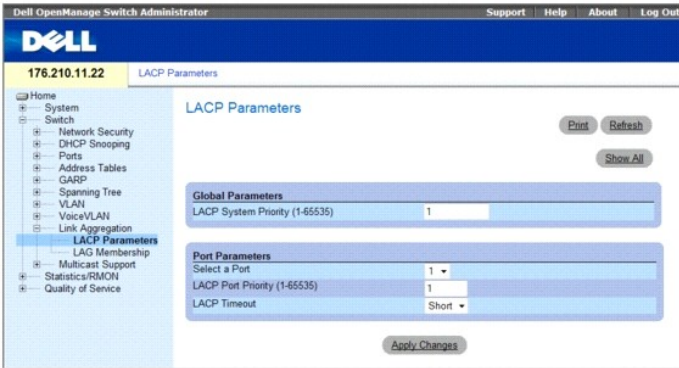 Dell OpenManage Switch Administrator
Support Help About Log Out
DELL
176.210.11.22
LACP Parameters
Home
System
Switch
Network Security
DHCP Snooping
Ports
Address Tables
GARP
Spanning Tree
VLAN
VoiceVLAN
Link Aggregation
LACP Parameters
LAG Membership
Multicast Support
Statistics/RMON
Quality of Service
LACP Parameters
Print Refresh
Show All
Global Parameters
LACP System Priority (1-65535) 1
Port Parameters
Select a Port 1
LACP Port Priority (1-65535) 1
LACP Timeout Short
Apply Changes